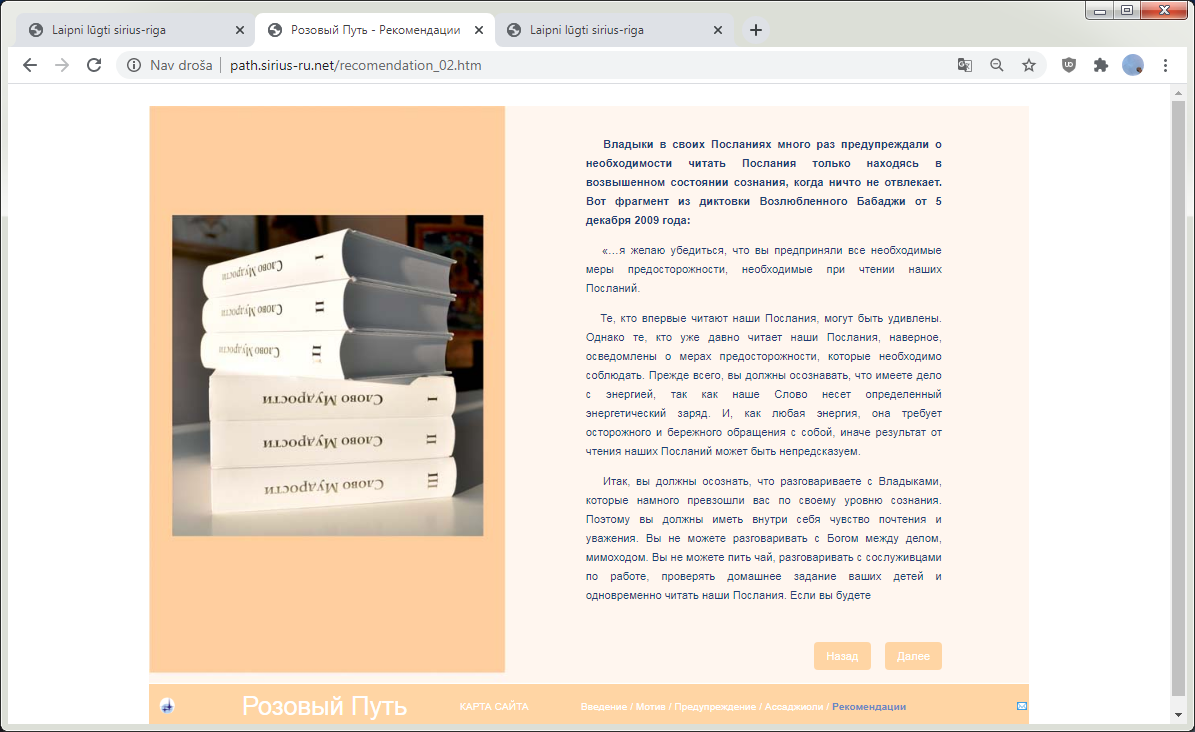 Laipni lūgti sirius-riga
Розовый Путь - Рекомендации
Laipni lūgti sirius-riga
Nav droša
path.sirius-ru.net/recomendation_02.htm
I
Слово Мудрости
II
Слово Мудрости
III
Слово Мудрости
Слово Мудрости
I
Слово Мудрости
II
Слово Мудрости
III
Владыки в своих Посланиях много раз предупреждали о
необходимости читать Послания только находясь в
возвышенном состоянии сознания, когда ничто не отвлекает.
Вот фрагмент из диктовки Возлюбленного Бабаджи от 5
декабря 2009 года:
«…я желаю убедиться, что вы предприняли все необходимые
меры предосторожности, необходимые при чтении наших
Посланий.
Те, кто впервые читают наши Послания, могут быть удивлены.
Однако те, кто уже давно читает наши Послания, наверное,
осведомлены о мерах предосторожности, которые необходимо
соблюдать. Прежде всего, вы должны осознавать, что имеете дело
с энергией, так как наше Слово несет определенный
энергетический заряд. И, как любая энергия, она требует
осторожного и бережного обращения с собой, иначе результат от
чтения наших Посланий может быть непредсказуем.
Итак, вы должны осознать, что разговариваете с Владыками,
которые намного превзошли вас по своему уровню сознания.
Поэтому вы должны иметь внутри себя чувство почтения и
уважения. Вы не можете разговаривать с Богом между делом,
мимоходом. Вы не можете пить чай, разговаривать с сослуживцами
по работе, проверять домашнее задание ваших детей и
одновременно читать наши Послания. Если вы будете
Назад
Далее
Розовый Путь
КАРТА САЙТА
Введение / Мотив / Предупреждение / Ассаджиоли / Рекомендации